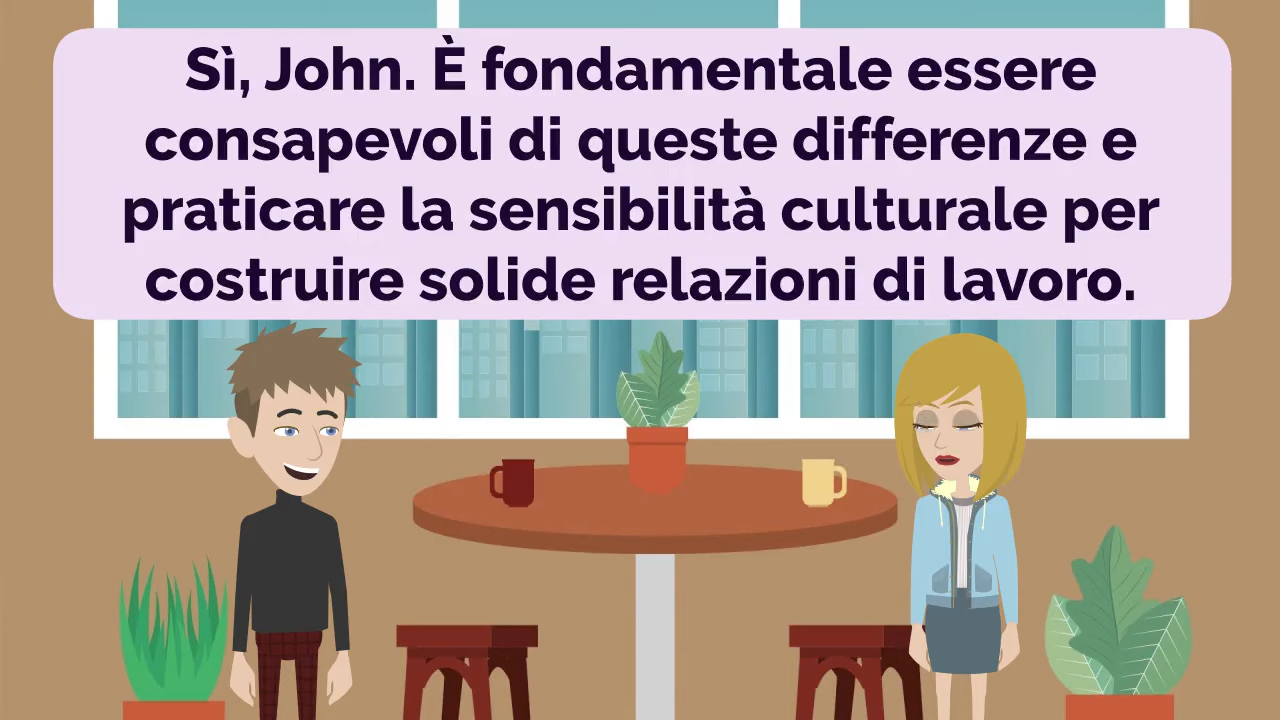 Sì, John. È fondamentale essere
consapevoli di queste differenze e
praticare la sensibilità culturale per
costruire solide relazioni di lavoro.